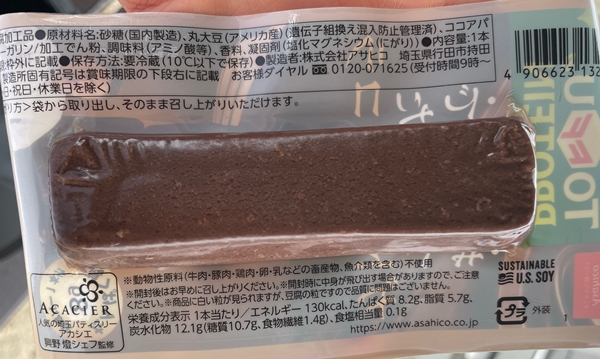 加工品●原材料名:砂糖(国内製造)、丸大豆(アメリカ産)(遺伝子組換え混入防止管理済)、ココアパ
ーガリン/加工でん粉、調味料(アミノ酸等)、香料、凝固剤(塩化マグネシウム(にがり))●内容量:1本
枠外に記載●保存方法:要冷蔵(10℃以下で保存)●製造者:株式会社アサヒコ 埼玉県行田市持田
製造所固有記号は賞味期限の下段右に記載 お客様ダイヤル 0120-071625(受付時間9時~
日・祝日・休業日を除く)
方>袋から取り出し、そのまま召し上がりいただけます。
4 906623 132
PROTEIN
SUSTAINABLE
U.S. SOY
Asahico
プラ 外装
ACACIER
人気の埼玉パティスリー
アカシエ
興野 燈シェフ監修
※動物性原料(牛肉・豚肉・鶏肉・卵・乳などの畜産物、魚介類を含む)不使用
※開封後はお早めに召し上がりください。※開封時に中身が飛び出す場合がありますので、ご注意
ください。※商品に白い粒が見られますが、豆腐の粒ですので品質に問題はございません。
栄養成分表示1本当たり/エネルギー 130kcal、たんぱく質 8.2g、脂質 5.7g、
炭水化物 12.1g(糖質10.7g、食物繊維1.4g)、食塩相当量 0.1g
https://www.asahico.co.jp